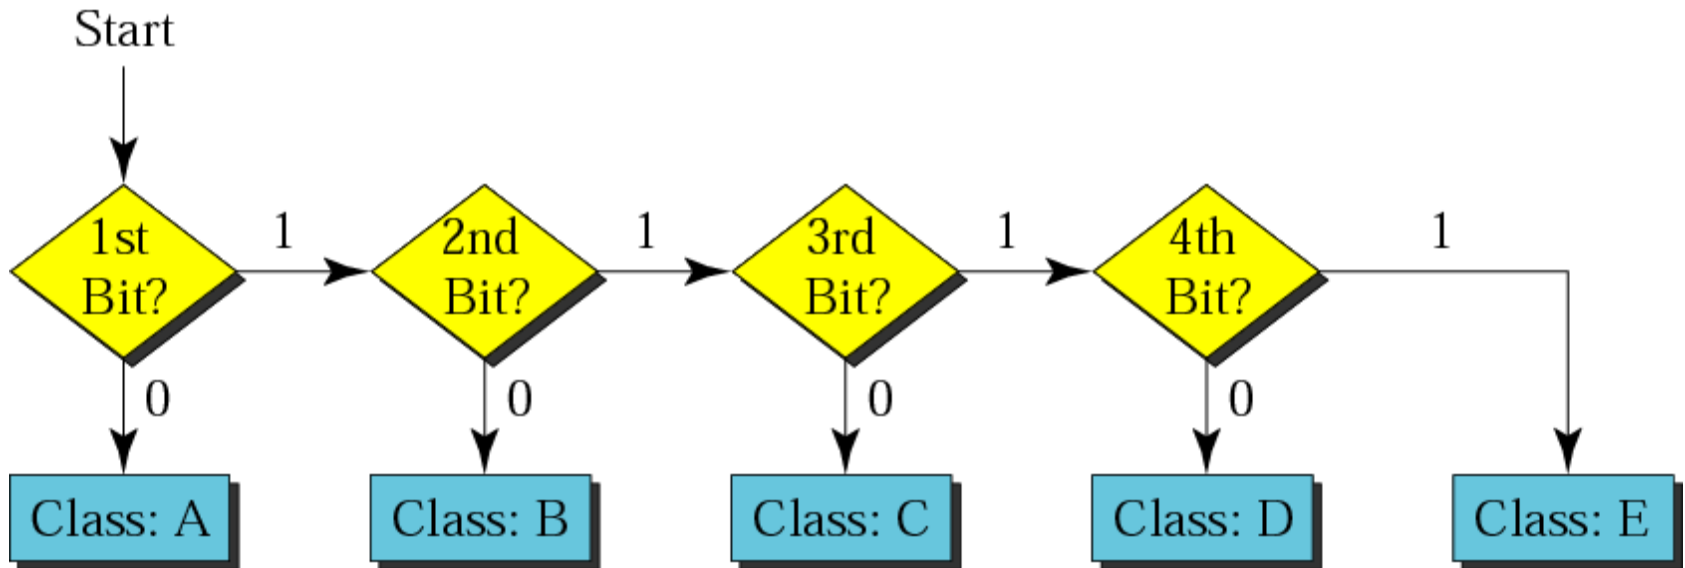 Start
1st
Bit?
1
2nd
Bit?
1
3rd
Bit?
1
4th
Bit?
1
0
0
0
0
Class: A
Class: B
Class: C
Class: D
Class: E